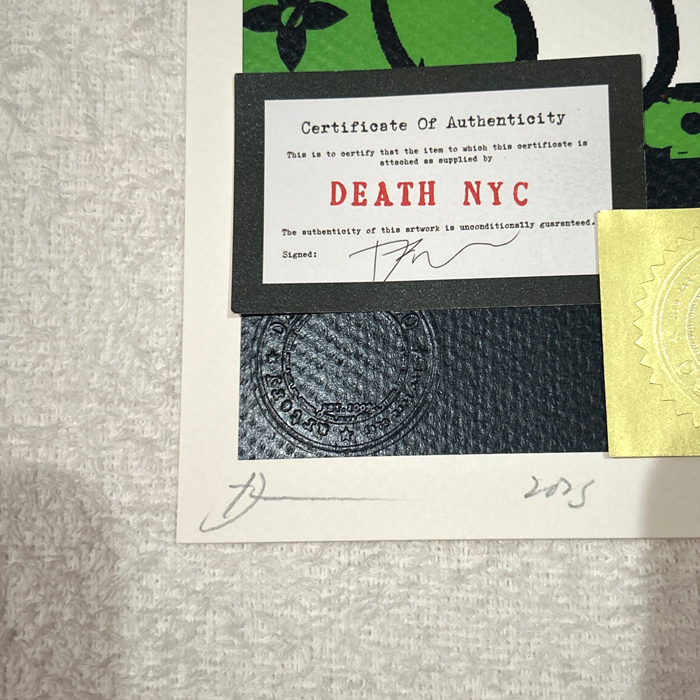 Certificate Of Authenticity
This is to certify that the item to which this certificate is
attached as supplied by
DEATH NYC
The authenticity of this artwork is unconditionally guaranteed.
Signed:
2025